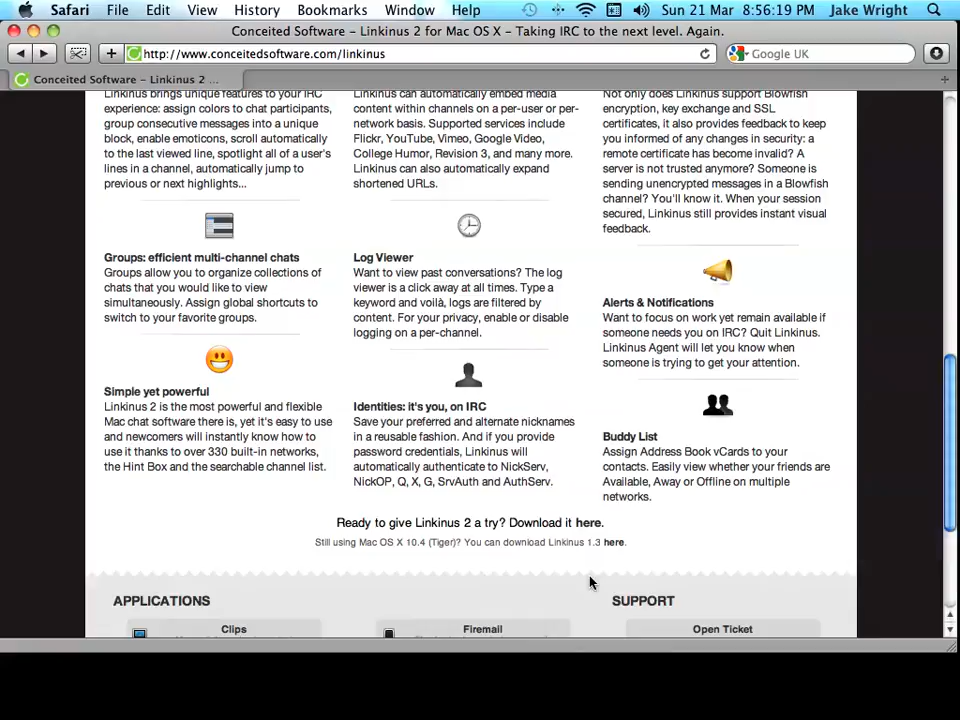 Safari File Edit View History Bookmarks Window Help Sun 21 Mar 8:56:19 PM Jake Wright
Conceited Software – Linkinus 2 for Mac OS X – Taking IRC to the next level. Again.
http://www.conceitedsoftware.com/linkinus
Google UK
Conceited Software – Linkinus 2 ...
Linkinus brings unique features to your IRC
experience: assign colors to chat participants,
group consecutive messages into a unique
block, enable emoticons, scroll automatically
to the last viewed line, spotlight all of a user's
lines in a channel, automatically jump to
previous or next highlights...
Groups: efficient multi-channel chats
Groups allow you to organize collections of
chats that you would like to view
simultaneously. Assign global shortcuts to
switch to your favorite groups.
Simple yet powerful
Linkinus 2 is the most powerful and flexible
Mac chat software there is, yet it's easy to use
and newcomers will instantly know how to
use it thanks to over 330 built-in networks,
the Hint Box and the searchable channel list.
Linkinus can automatically embed media
content within channels on a per-user or per-
network basis. Supported services include
Flickr, YouTube, Vimeo, Google Video,
College Humor, Revision 3, and many more.
Linkinus can also automatically expand
shortened URLs.
Log Viewer
Want to view past conversations? The log
viewer is a click away at all times. Type a
keyword and voilà, logs are filtered by
content. For your privacy, enable or disable
logging on a per-channel.
Identities: it's you, on IRC
Save your preferred and alternate nicknames
in a reusable fashion. And if you provide
password credentials, Linkinus will
automatically authenticate to NickServ,
NickOP, Q, X, G, SrvAuth and AuthServ.
Not only does Linkinus support Blowfish
encryption, key exchange and SSL
certificates, it also provides feedback to keep
you informed of any changes in security: a
remote certificate has become invalid? A
server is not trusted anymore? Someone is
sending unencrypted messages in a Blowfish
channel? You'll know it. When your session
secured, Linkinus still provides instant visual
feedback.
Alerts & Notifications
Want to focus on work yet remain available if
someone needs you on IRC? Quit Linkinus.
Linkinus Agent will let you know when
someone is trying to get your attention.
Buddy List
Assign Address Book vCards to your
contacts. Easily view whether your friends are
Available, Away or Offline on multiple
networks.
Ready to give Linkinus 2 a try? Download it here.
Still using Mac OS X 10.4 (Tiger)? You can download Linkinus 1.3 here.
APPLICATIONS
SUPPORT
Clips
Firemail
Open Ticket